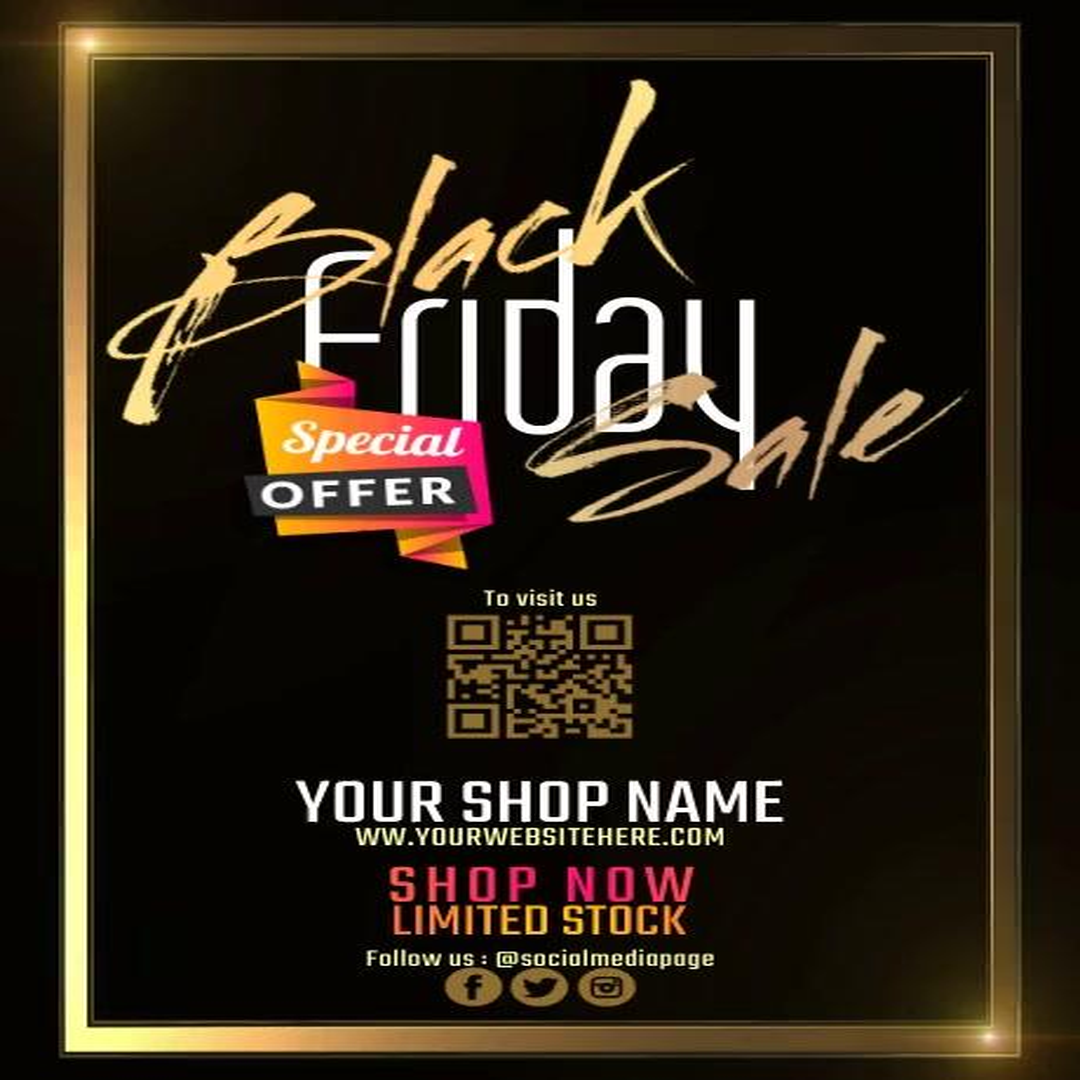 Black
Friday
Sale
Special
OFFER
To visit us
YOUR SHOP NAME
WW.YOURWEBSITEHERE.COM
SHOP NOW
LIMITED STOCK
Follow us : @socialmediapage